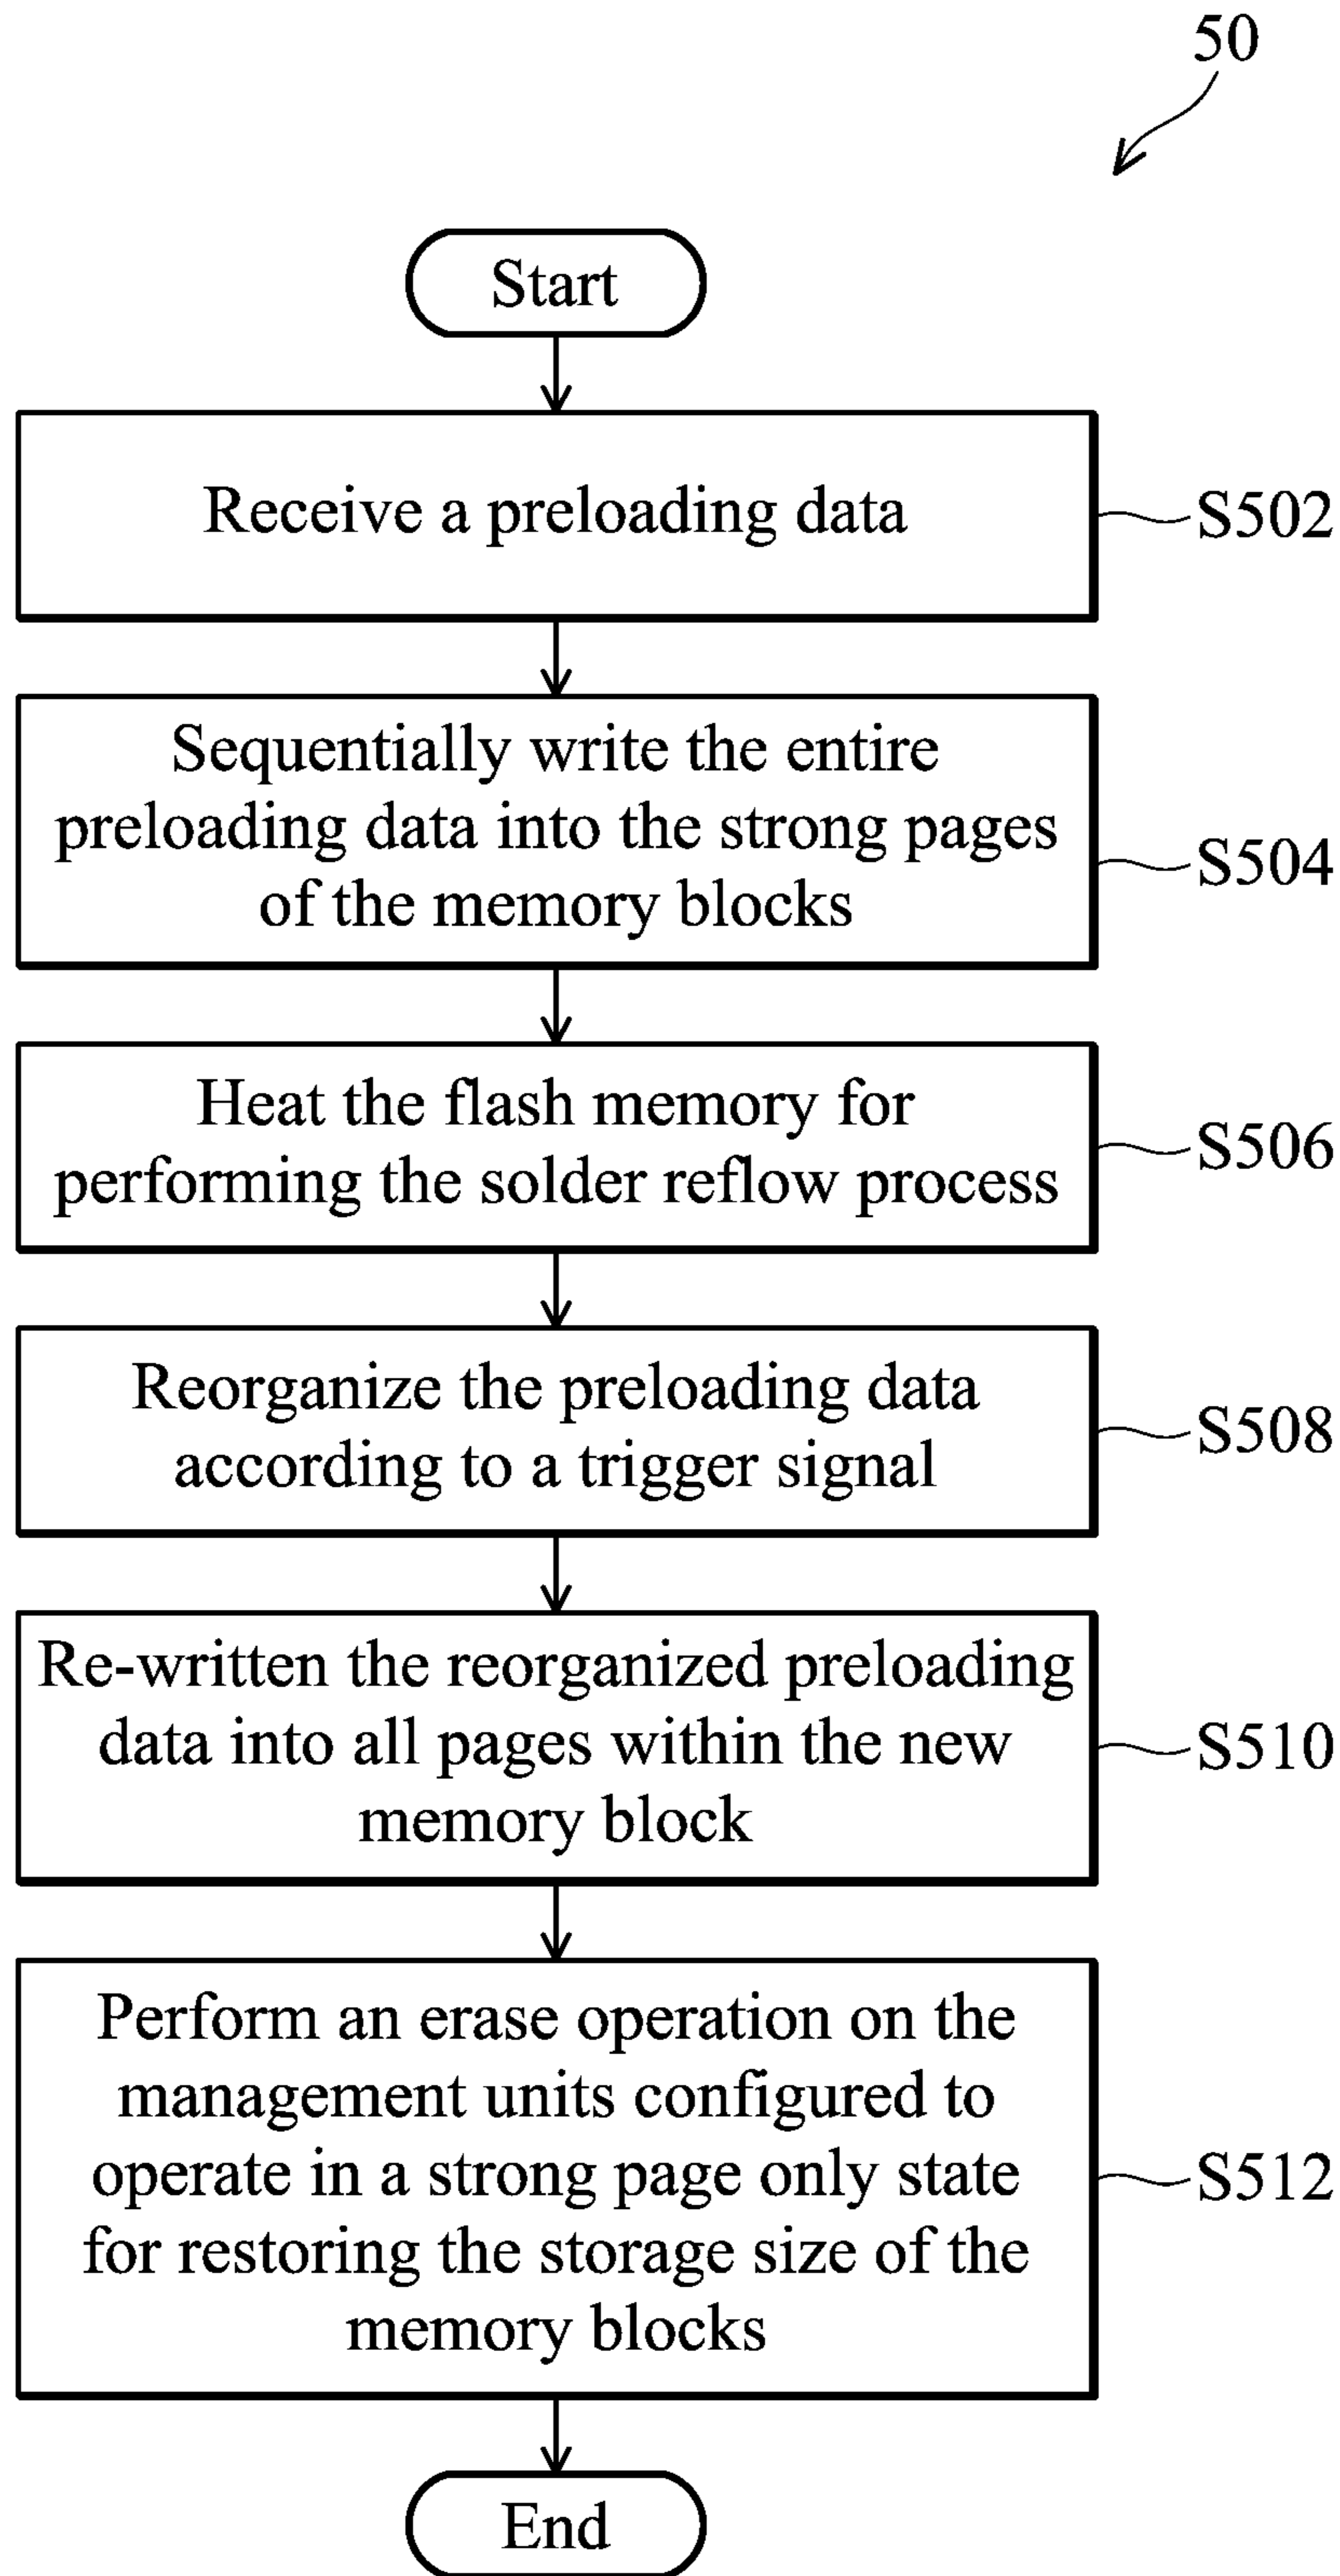 50
Start
Receive a preloading data
S502
Sequentially write the entire
preloading data into the strong pages
of the memory blocks
S504
Heat the flash memory for
performing the solder reflow process
S506
Reorganize the preloading data
according to a trigger signal
S508
Re-written the reorganized preloading
data into all pages within the new
memory block
S510
Perform an erase operation on the
management units configured to
operate in a strong page only state
for restoring the storage size of the
memory blocks
S512
End